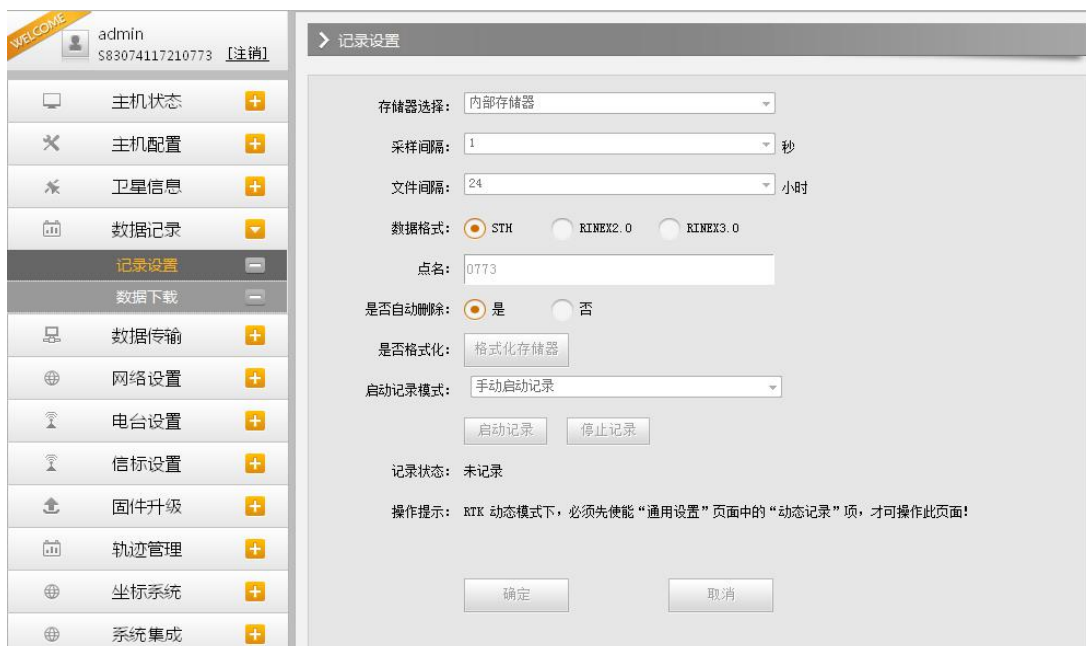 WELCOME
admin
S83074117210773 [注销]
主机状态
主机配置
卫星信息
数据记录
记录设置
数据下载
数据传输
网络设置
电台设置
信标设置
固件升级
轨迹管理
坐标系统
系统集成
记录设置
存储器选择: 内部存储器
采样间隔: 1 秒
文件间隔: 24 小时
数据格式: STH RINEX2.0 RINEX3.0
点名: 0773
是否自动删除: 是 否
是否格式化: 格式化存储器
启动记录模式: 手动启动记录
启动记录 停止记录
记录状态: 未记录
操作提示: RTK 动态模式下，必须先使能“通用设置”页面中的“动态记录”项，才可操作此页面!
确定 取消